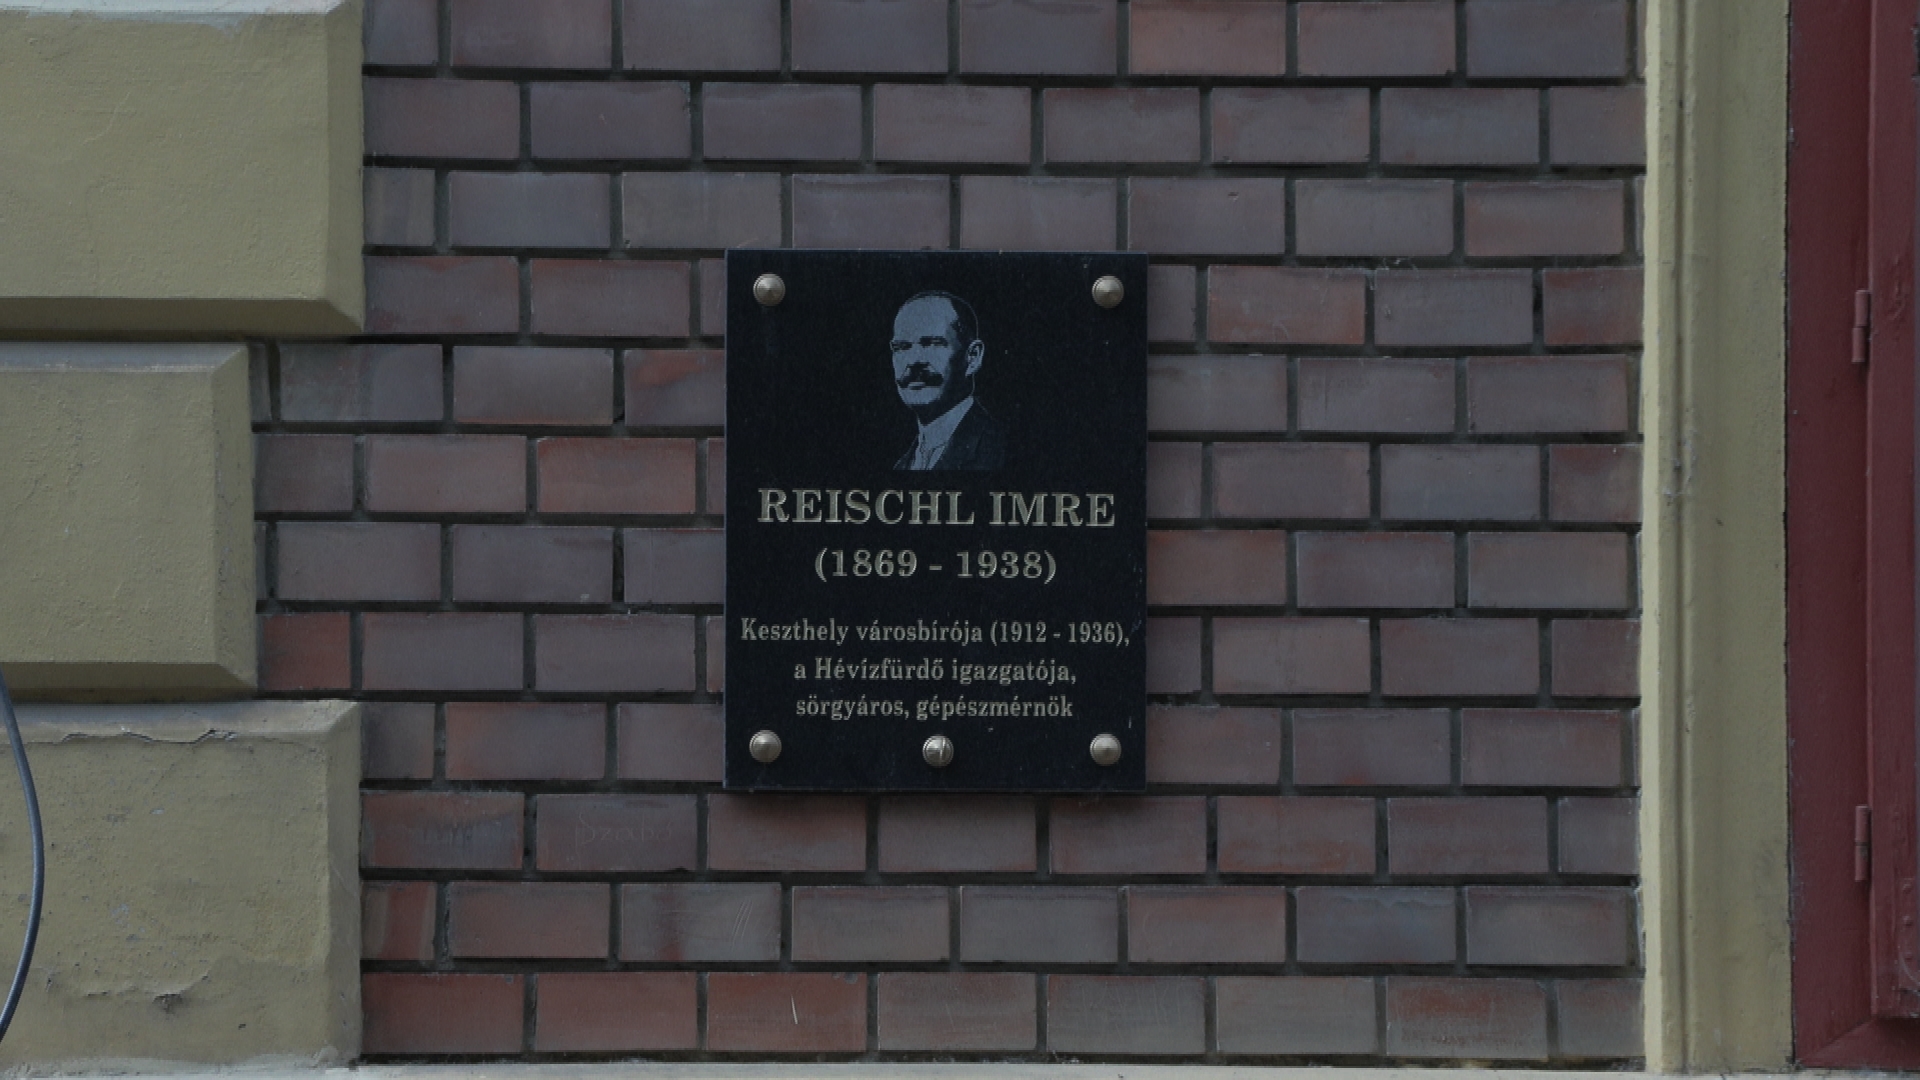 REISCHL IMRE
(1869 - 1938)
Keszthely városbírója (1912 - 1936),
a Hévízfürdő igazgatója,
sörgyáros, gépészmérnök